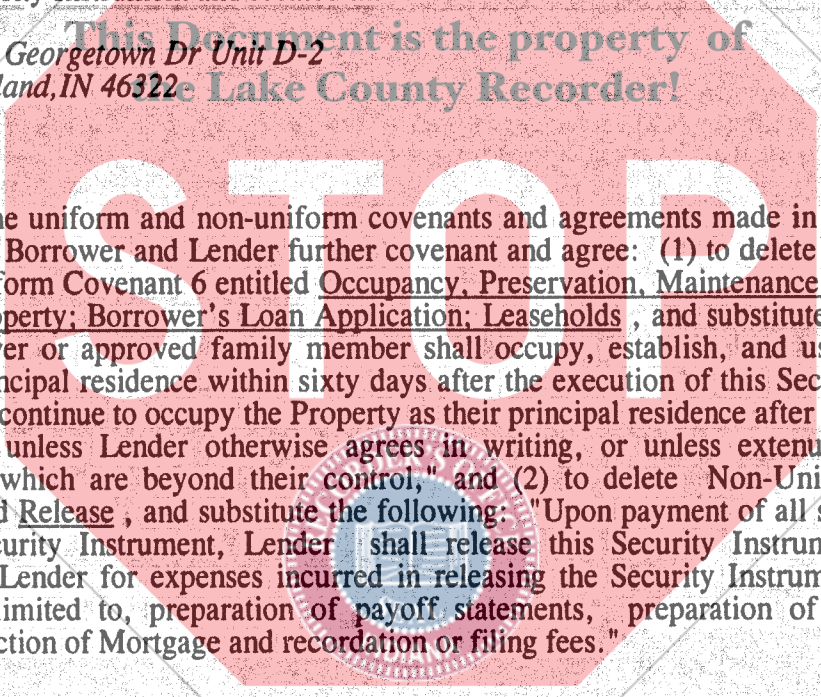 This Document is the property of
Georgetown Dr Unit D-2
land, IN 46322
the Lake County Recorder!
STOP
ne uniform and non-uniform covenants and agreements made in
Borrower and Lender further covenant and agree: (1) to delete
form Covenant 6 entitled Occupancy, Preservation, Maintenance
operty; Borrower's Loan Application; Leaseholds , and substitute
er or approved family member shall occupy, establish, and us
ncipal residence within sixty days after the execution of this Sec
continue to occupy the Property as their principal residence after
unless Lender otherwise agrees in writing, or unless extenu
which are beyond their control," and (2) to delete Non-Uni
d Release , and substitute the following: "Upon payment of all s
curity Instrument, Lender shall release this Security Instrum
Lender for expenses incurred in releasing the Security Instrum
limited to, preparation of payoff statements, preparation of
ction of Mortgage and recordation or filing fees."